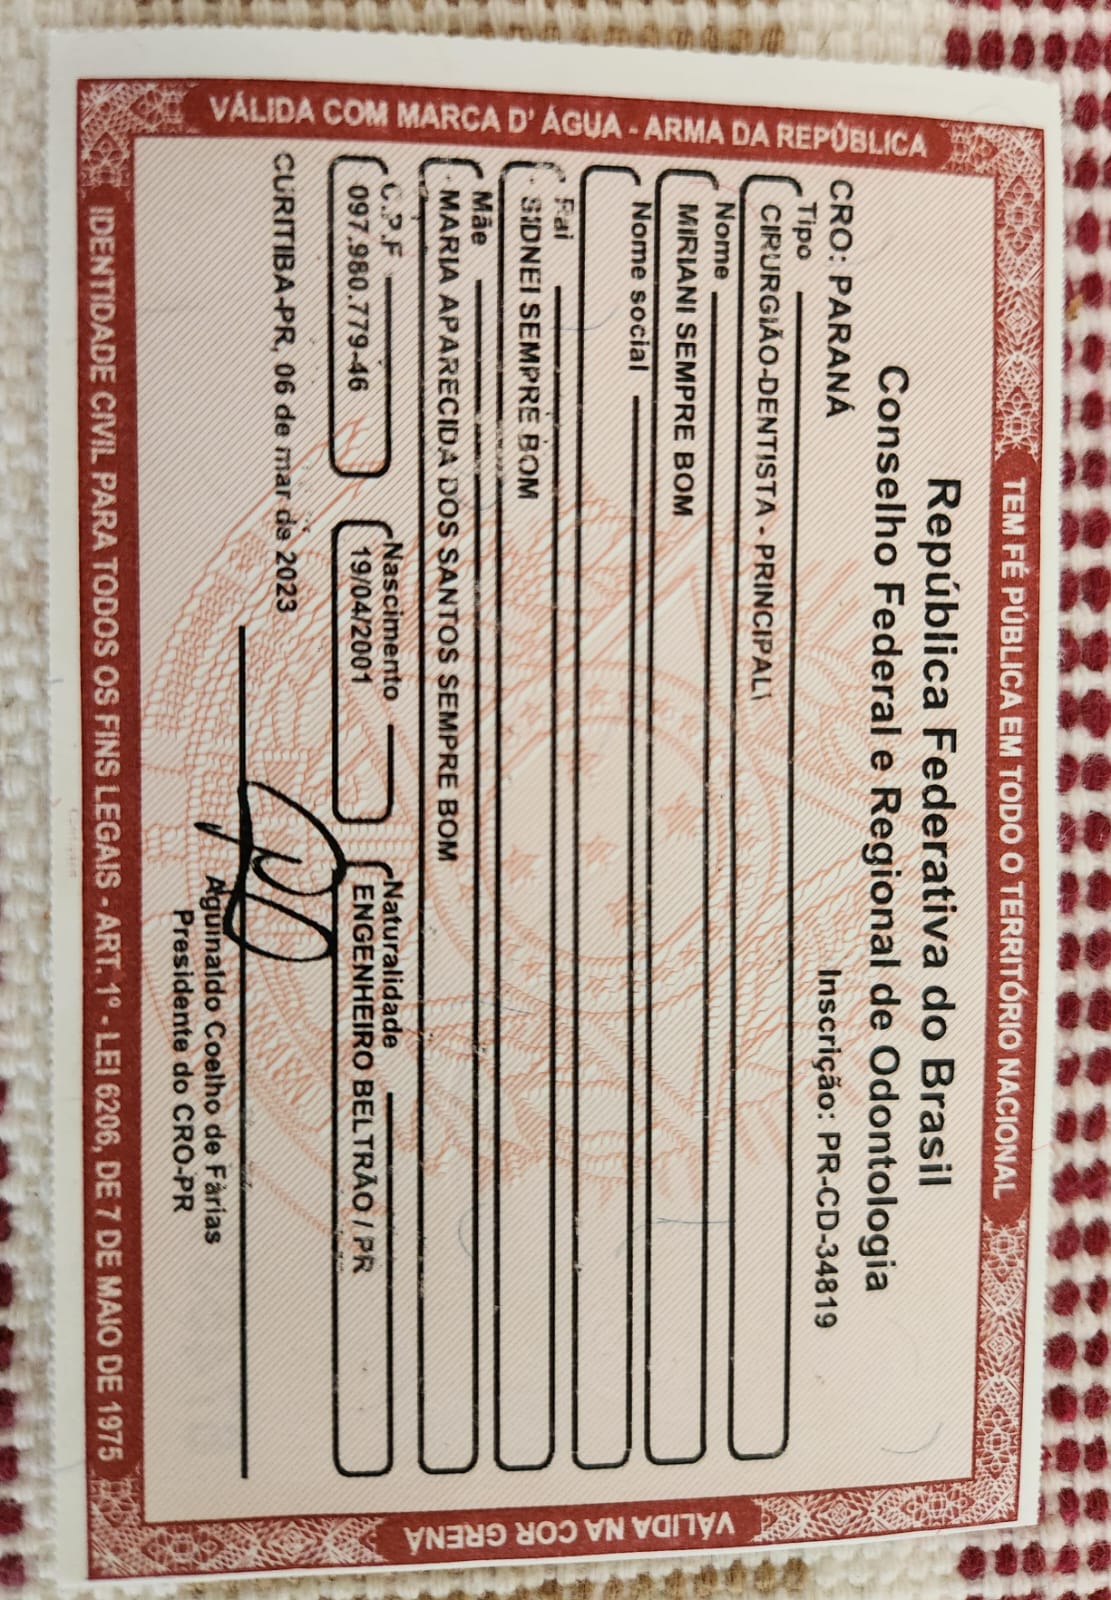 TEM FÉ PÚBLICA EM TODO O TERRITÓRIO NACIONAL
VÁLIDA COM MARCA D' ÁGUA - ARMA DA REPÚBLICA
República Federativa do Brasil
Conselho Federal e Regional de Odontologia
CRO: PARANÁ Inscrição: PR-CD-34819
Tipo
CIRURGIÃO-DENTISTA - PRINCIPAL\
Nome
MIRIANI SEMPRE BOM
Nome social
Pai
SIDNEI SEMPRE BOM
Mãe
MARIA APARECIDA DOS SANTOS SEMPRE BOM
C.P.F Nascimento Naturalidade
097.980.779-46 19/04/2001 ENGENHEIRO BELTRÃO / PR
CURITIBA-PR, 06 de mar de 2023
Aguinaldo Coelho de Farias
Presidente do CRO-PR
VÁLIDA NA COR GRENÁ
IDENTIDADE CIVIL PARA TODOS OS FINS LEGAIS - ART. 1º - LEI 6206, DE 7 DE MAIO DE 1975